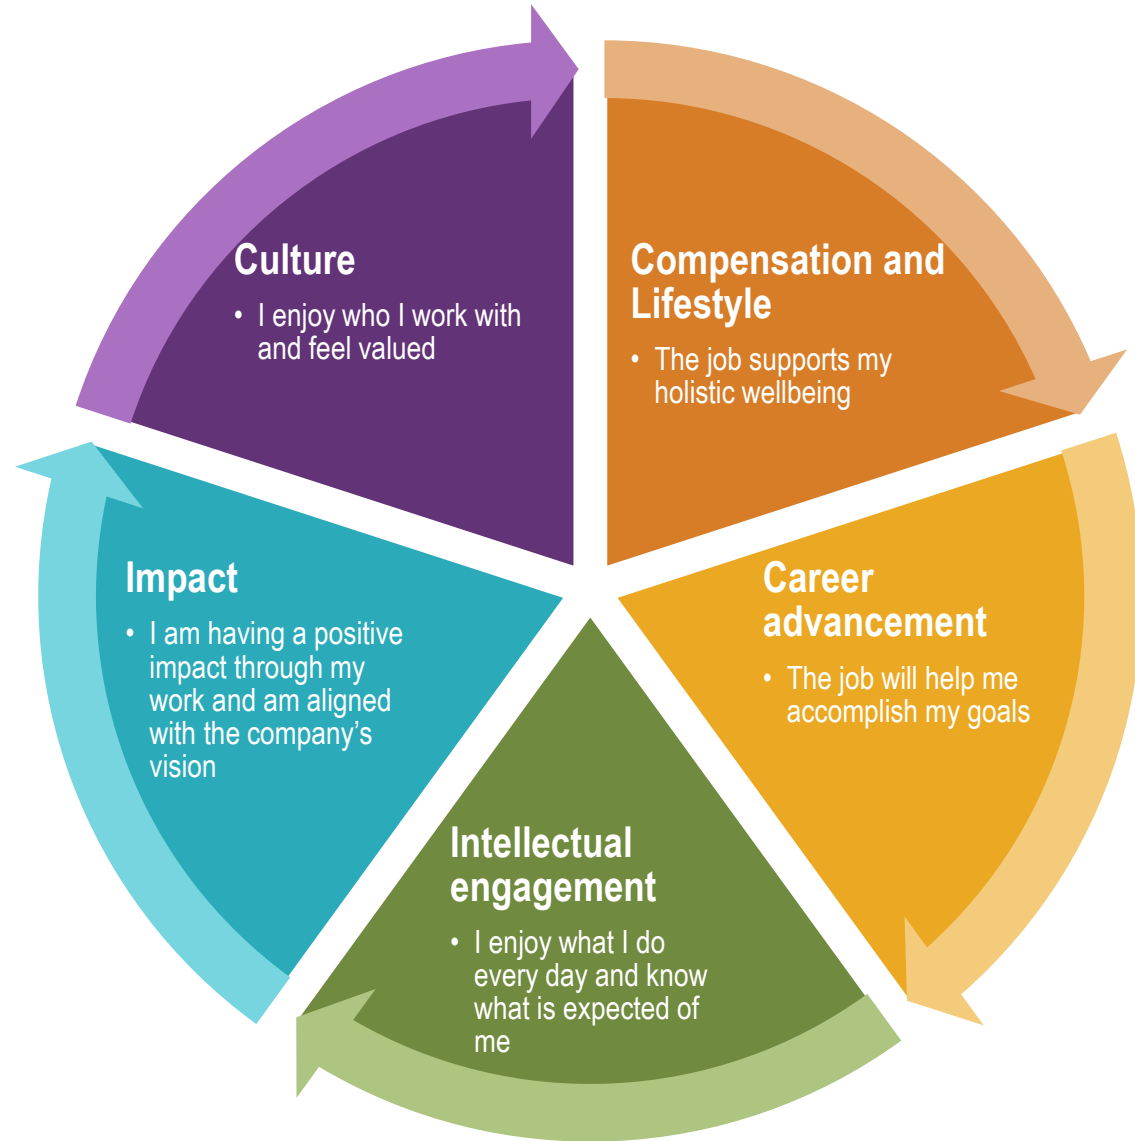 Culture
• I enjoy who I work with
and feel valued
Compensation and
Lifestyle
• The job supports my
holistic wellbeing
Career
advancement
• The job will help me
accomplish my goals
Intellectual
engagement
• I enjoy what I do
every day and know
what is expected of
me
Impact
• I am having a positive
impact through my
work and am aligned
with the company’s
vision